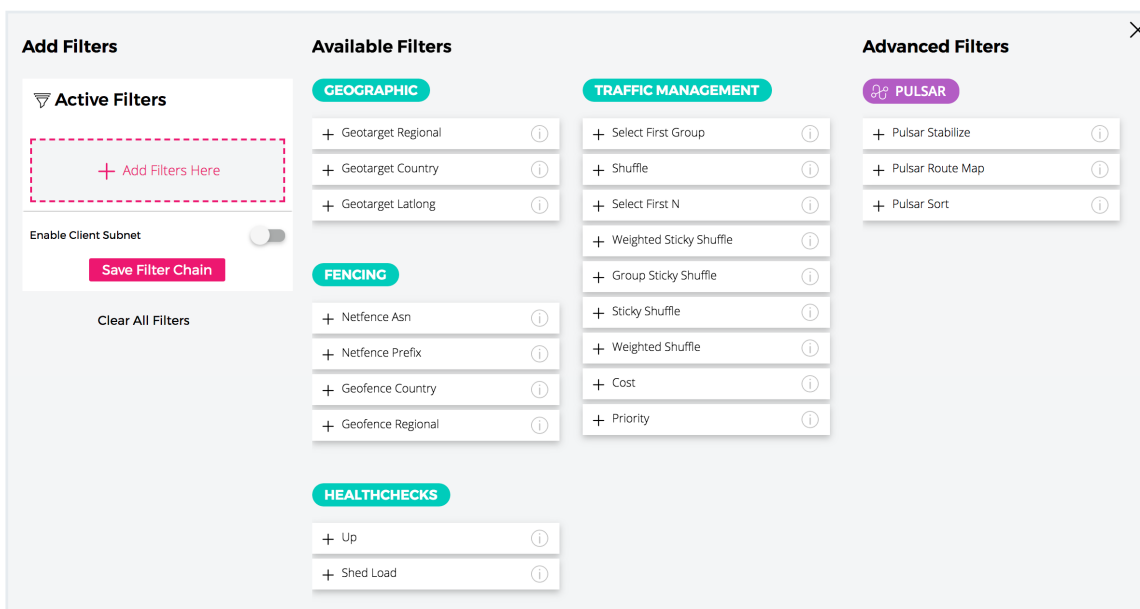 Add Filters
Active Filters
+ Add Filters Here
Enable Client Subnet
Save Filter Chain
Clear All Filters
Available Filters
GEOGRAPHIC
+ Geotarget Regional
+ Geotarget Country
+ Geotarget Latlong
FENCING
+ Netfence Asn
+ Netfence Prefix
+ Geofence Country
+ Geofence Regional
HEALTHCHECKS
+ Up
+ Shed Load
TRAFFIC MANAGEMENT
+ Select First Group
+ Shuffle
+ Select First N
+ Weighted Sticky Shuffle
+ Group Sticky Shuffle
+ Sticky Shuffle
+ Weighted Shuffle
+ Cost
+ Priority
Advanced Filters
PULSAR
+ Pulsar Stabilize
+ Pulsar Route Map
+ Pulsar Sort